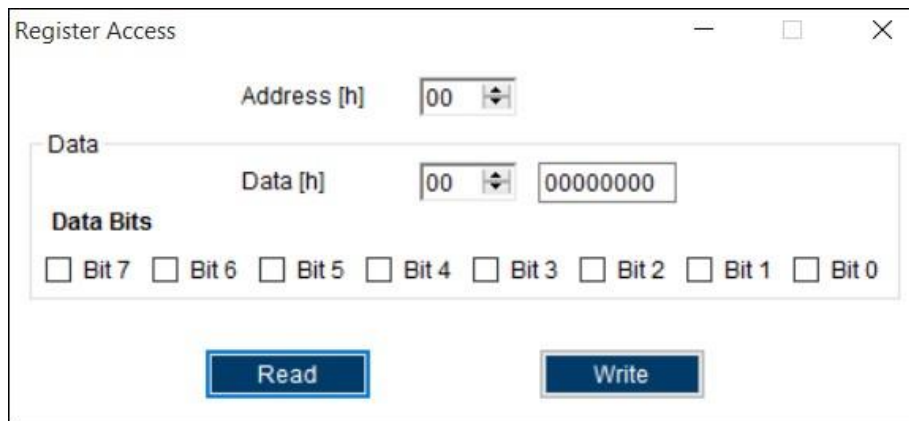 Register Access
Address [h] 00
Data
Data [h] 00 00000000
Data Bits
Bit 7 Bit 6 Bit 5 Bit 4 Bit 3 Bit 2 Bit 1 Bit 0
Read Write